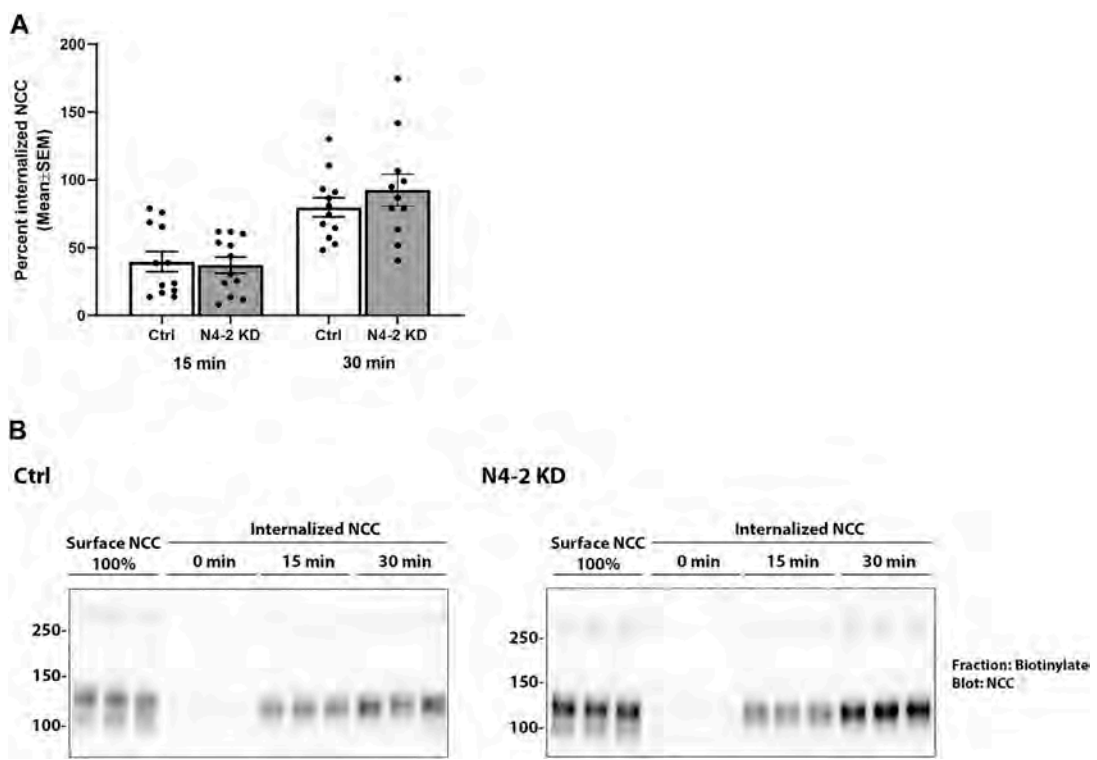 A
Percent internalized NCC
(Mean±SEM)
200
150
100
50
0
Ctrl N4-2 KD Ctrl N4-2 KD
15 min 30 min
B
Ctrl
Surface NCC Internalized NCC
100% 0 min 15 min 30 min
250-
150-
100-
N4-2 KD
Surface NCC Internalized NCC
100% 0 min 15 min 30 min
250-
150-
100-
Fraction: Biotinylate
Blot: NCC